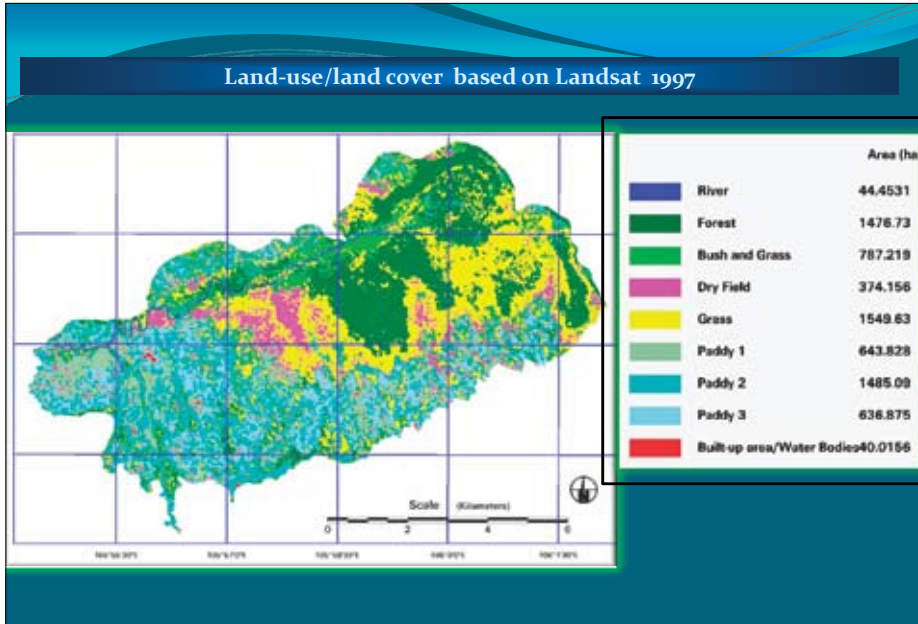 Land-use/land cover based on Landsat 1997
Area (ha
River 44.4531
Forest 1476.73
Bush and Grass 787.219
Dry Field 374.156
Grass 1549.63
Paddy 1 643.828
Paddy 2 1485.09
Paddy 3 636.875
Built-up area/Water Bodies40.0156
Scale (Kilometers)
0 2 4 6